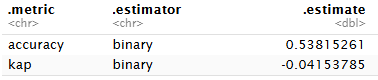 .metric .estimator .estimate
<chr> <chr> <dbl>
accuracy binary 0.53815261
kap binary -0.04153785